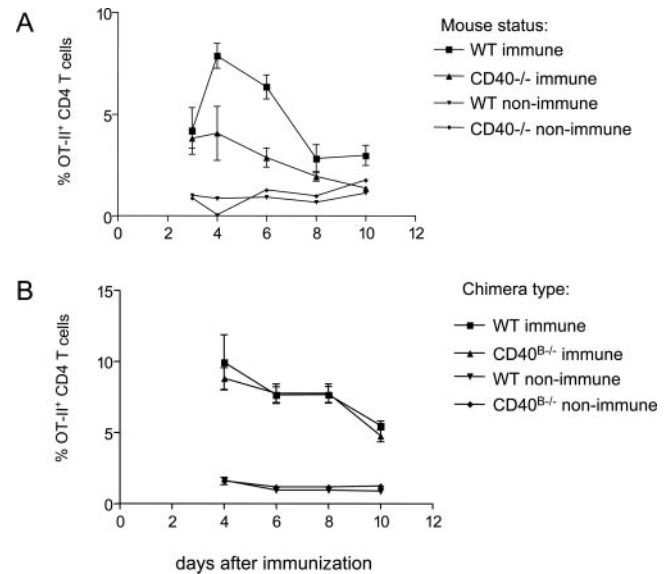 A
Mouse status:
WT immune
CD40-/- immune
WT non-immune
CD40-/- non-immune
% OT-II⁺ CD4 T cells
10
5
0
0 2 4 6 8 10 12
B
Chimera type:
WT immune
CD40ᴮ⁻/⁻ immune
WT non-immune
CD40ᴮ⁻/⁻ non-immune
% OT-II⁺ CD4 T cells
15
10
5
0
0 2 4 6 8 10 12
days after immunization